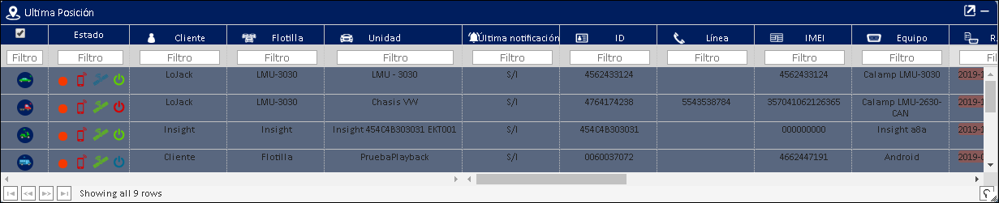 Ultima Posición
Estado Cliente Flotilla Unidad Última notificación ID Línea IMEI Equipo R
Filtro Filtro Filtro Filtro Filtro Filtro Filtro Filtro Filtro Filtro Fil
LoJack LMU-3030 LMU - 3030 S/I 4562433124 4562433124 Calamp LMU-3030 2019-1
LoJack LMU-3030 Chasis VW S/I 4764174238 5543538784 357041062126365 Calamp LMU-2630-CAN 2019-1
Insight Insight Insight 454C4B303031 EKT001 S/I 454C4B303031 000000000 Insight a8a 2019-1
Cliente Flotilla PruebaPlayback S/I 0060037072 4662447191 Android 2019-0
Showing all 9 rows